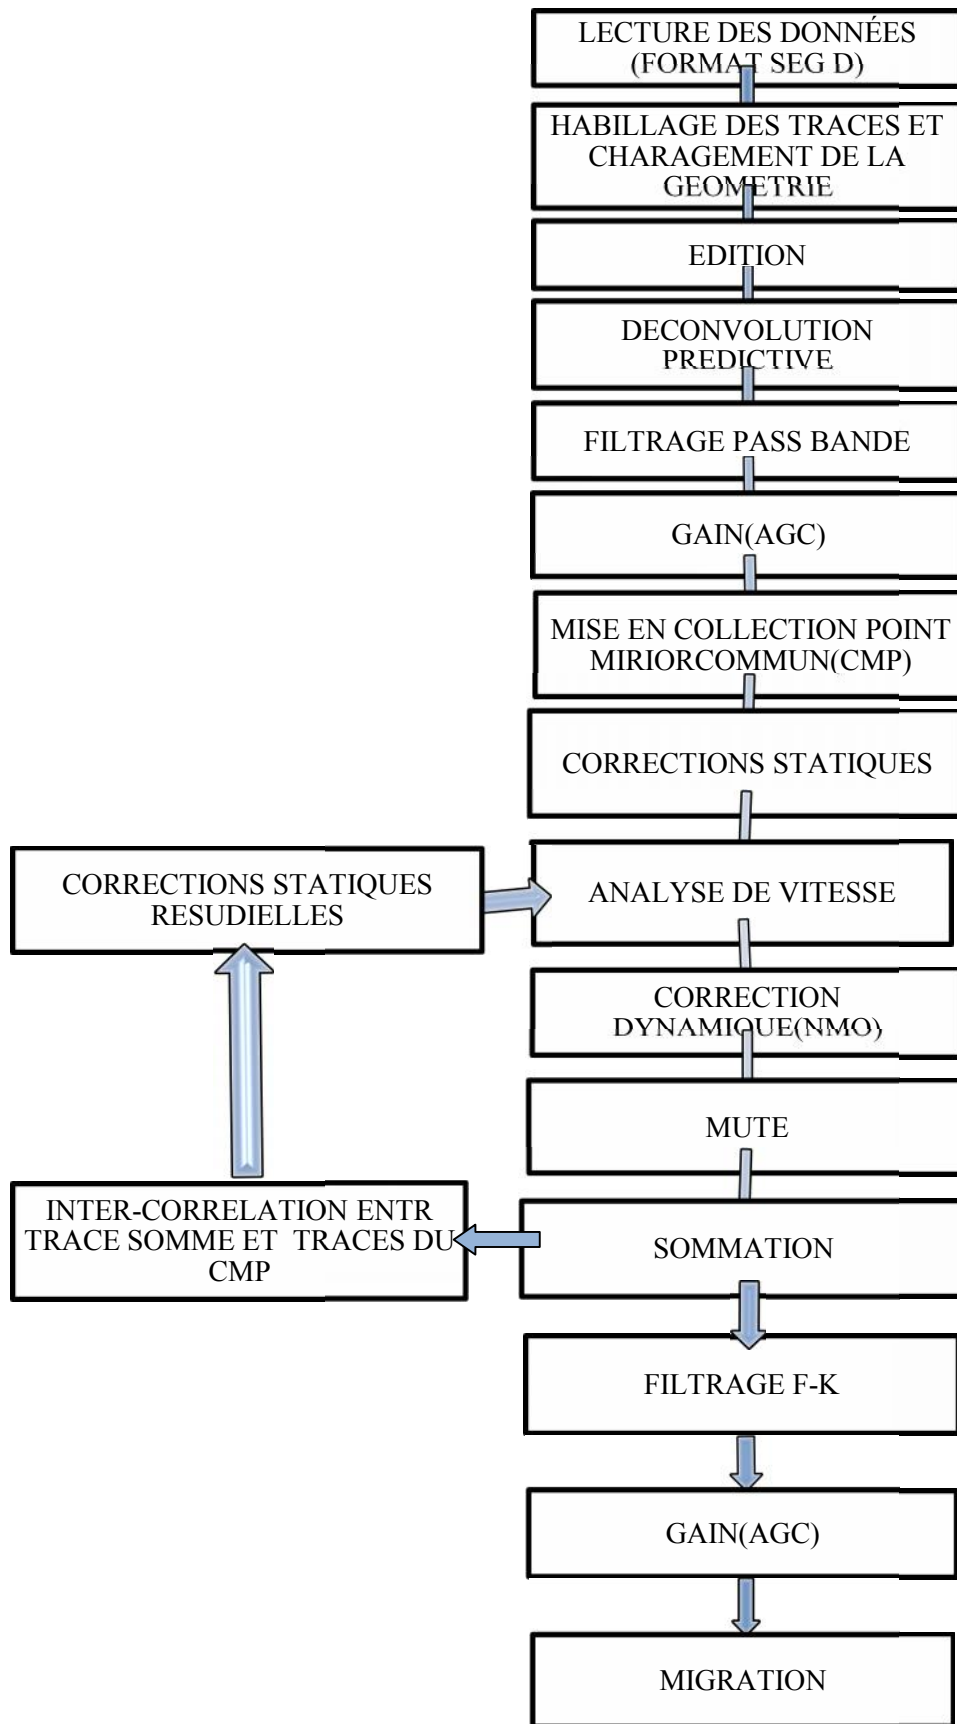 LECTURE DES DONNÉES
(FORMAT SEG D)
HABILLAGE DES TRACES ET
CHARAGEMENT DE LA
GEOMETRIE
EDITION
DECONVOLUTION
PREDICTIVE
FILTRAGE PASS BANDE
GAIN(AGC)
MISE EN COLLECTION POINT
MIRIORCOMMUN(CMP)
CORRECTIONS STATIQUES
CORRECTIONS STATIQUES
RESUDIELLES
ANALYSE DE VITESSE
CORRECTION
DYNAMIQUE(NMO)
MUTE
INTER-CORRELATION ENTR
TRACE SOMME ET TRACES DU
CMP
SOMMATION
FILTRAGE F-K
GAIN(AGC)
MIGRATION